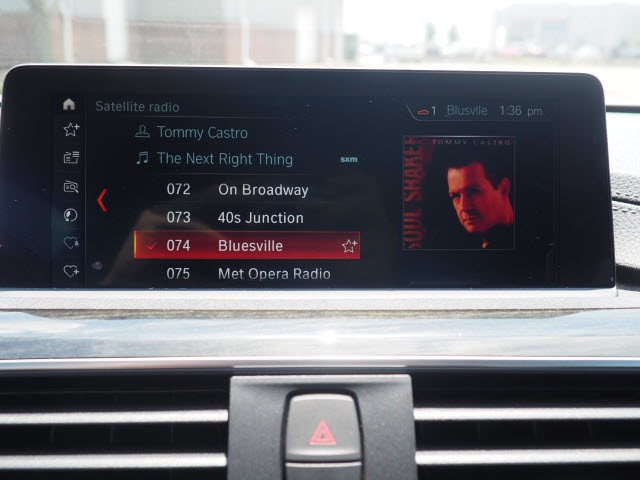 Satellite radio
1 Blusvlle 1:36 pm
Tommy Castro
The Next Right Thing sxm
072 On Broadway
073 40s Junction
074 Bluesville
075 Met Opera Radio
TOMMY CASTRO
SOUL SHAKER